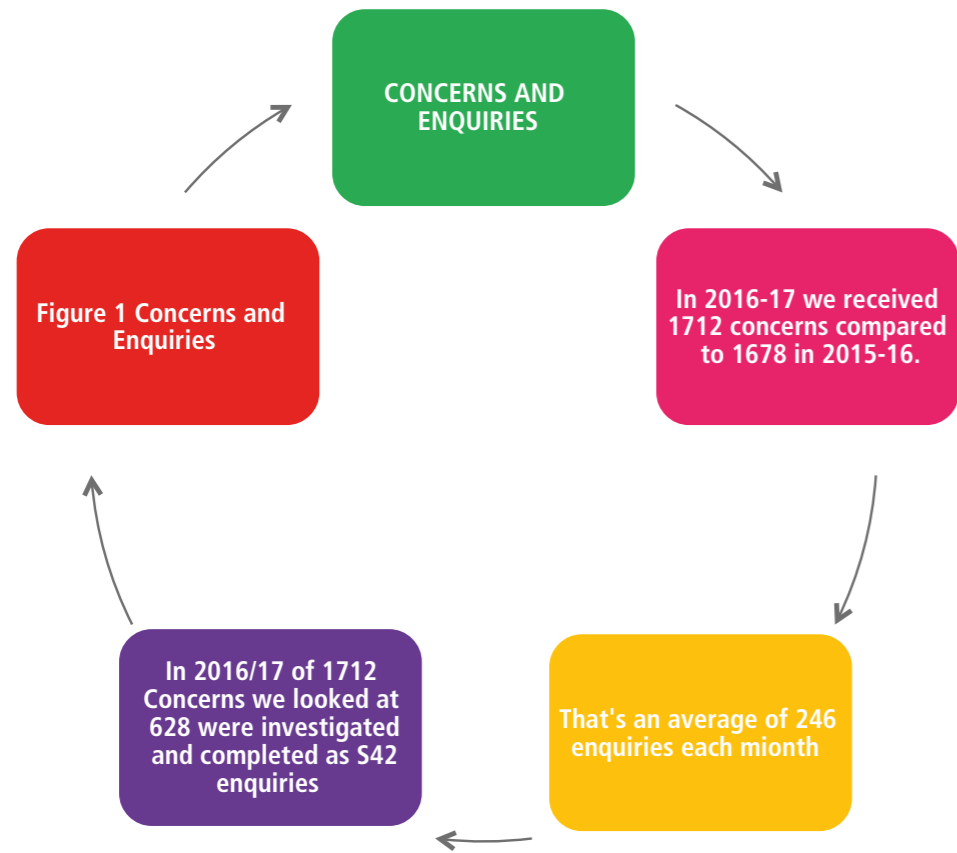 CONCERNS AND
ENQUIRIES
In 2016-17 we received
1712 concerns compared
to 1678 in 2015-16.
That's an average of 246
enquiries each mionth
In 2016/17 of 1712
Concerns we looked at
628 were investigated
and completed as S42
enquiries
Figure 1 Concerns and
Enquiries